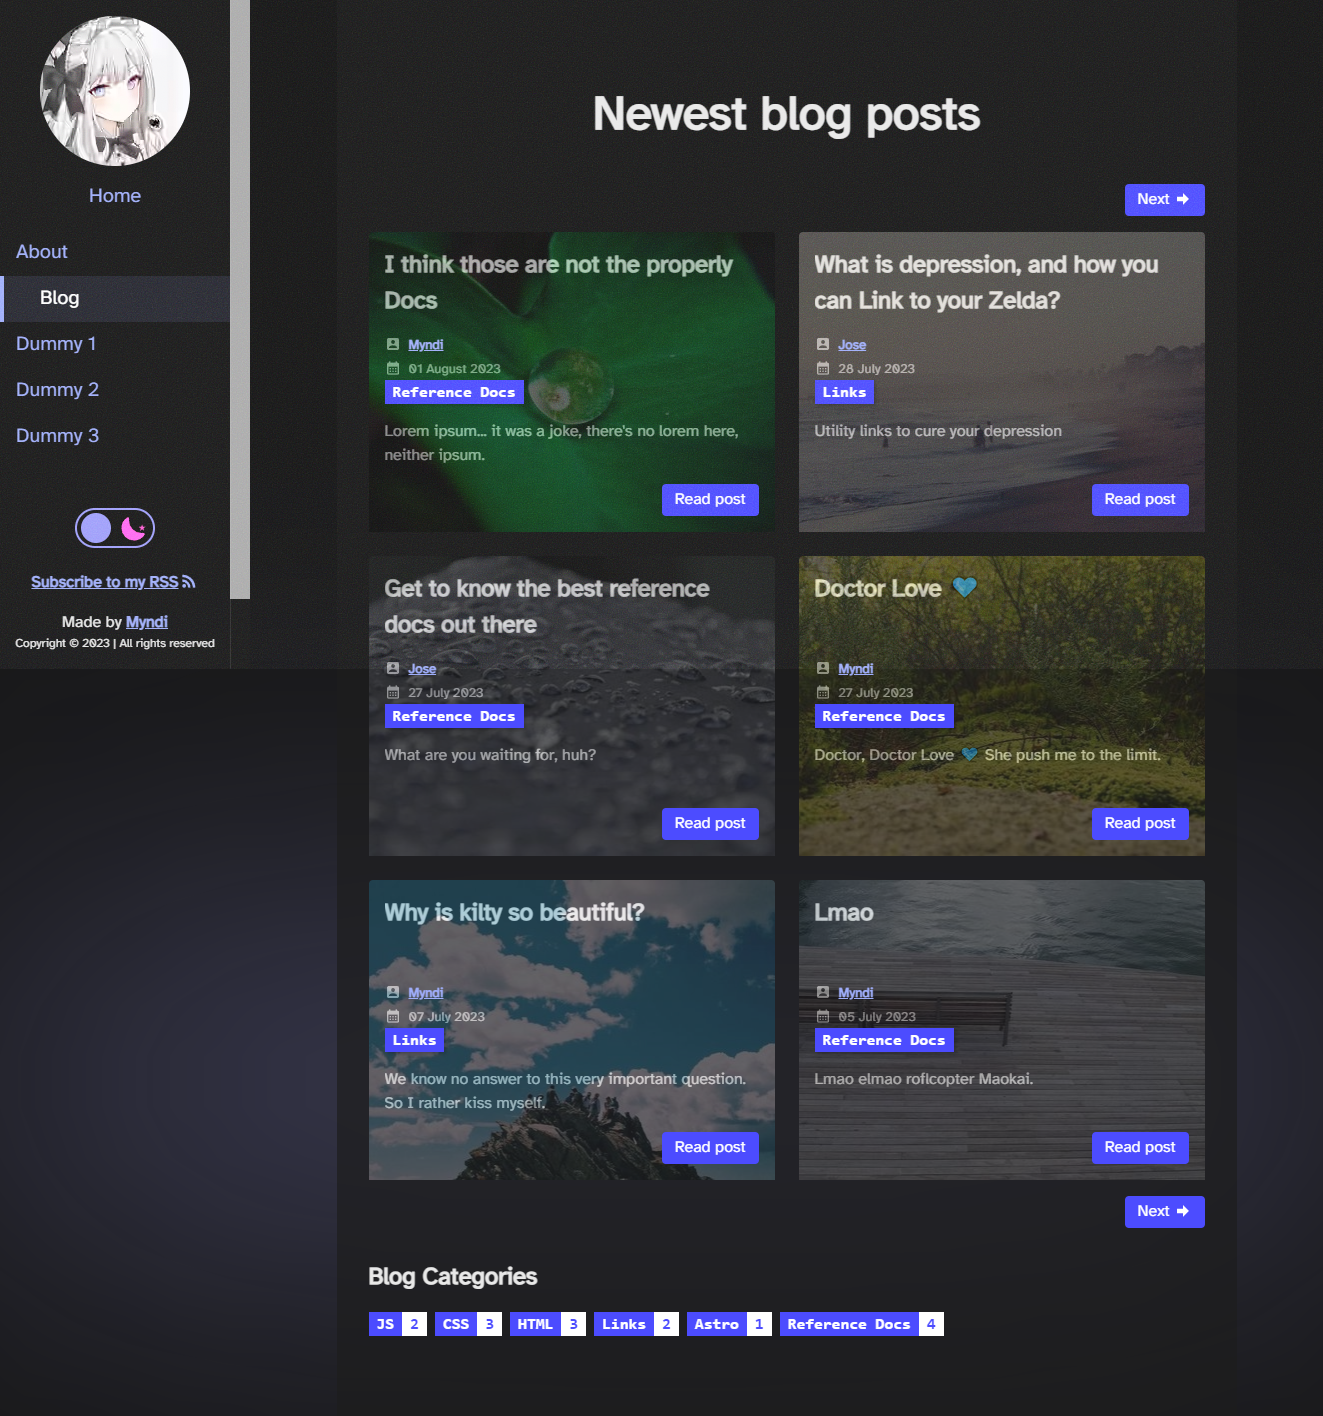 Home
About
Blog
Dummy 1
Dummy 2
Dummy 3
Subscribe to my RSS
Made by Myndi
Copyright © 2023 | All rights reserved
Newest blog posts
Next
I think those are not the properly
Docs
Myndi
01 August 2023
Reference Docs
Lorem ipsum... it was a joke, there's no lorem here,
neither ipsum.
Read post
What is depression, and how you
can Link to your Zelda?
Jose
28 July 2023
Links
Utility links to cure your depression
Read post
Get to know the best reference
docs out there
Jose
27 July 2023
Reference Docs
What are you waiting for, huh?
Read post
Doctor Love 💙
Myndi
27 July 2023
Reference Docs
Doctor, Doctor Love 💙 She push me to the limit.
Read post
Why is kilty so beautiful?
Myndi
07 July 2023
Links
We know no answer to this very important question.
So I rather kiss myself.
Read post
Lmao
Myndi
05 July 2023
Reference Docs
Lmao elmao roflcopter Maokai.
Read post
Next
Blog Categories
JS 2 CSS 3 HTML 3 Links 2 Astro 1 Reference Docs 4